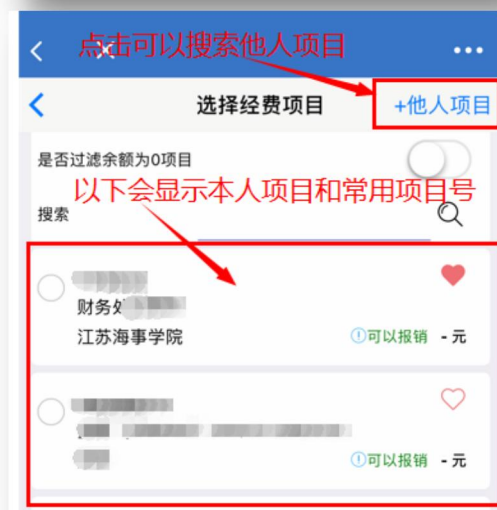 点击可以搜索他人项目
选择经费项目
+他人项目
是否过滤余额为0项目
以下会显示本人项目和常用项目号
搜索
财务处
江苏海事学院
可以报销 - 元
可以报销 - 元